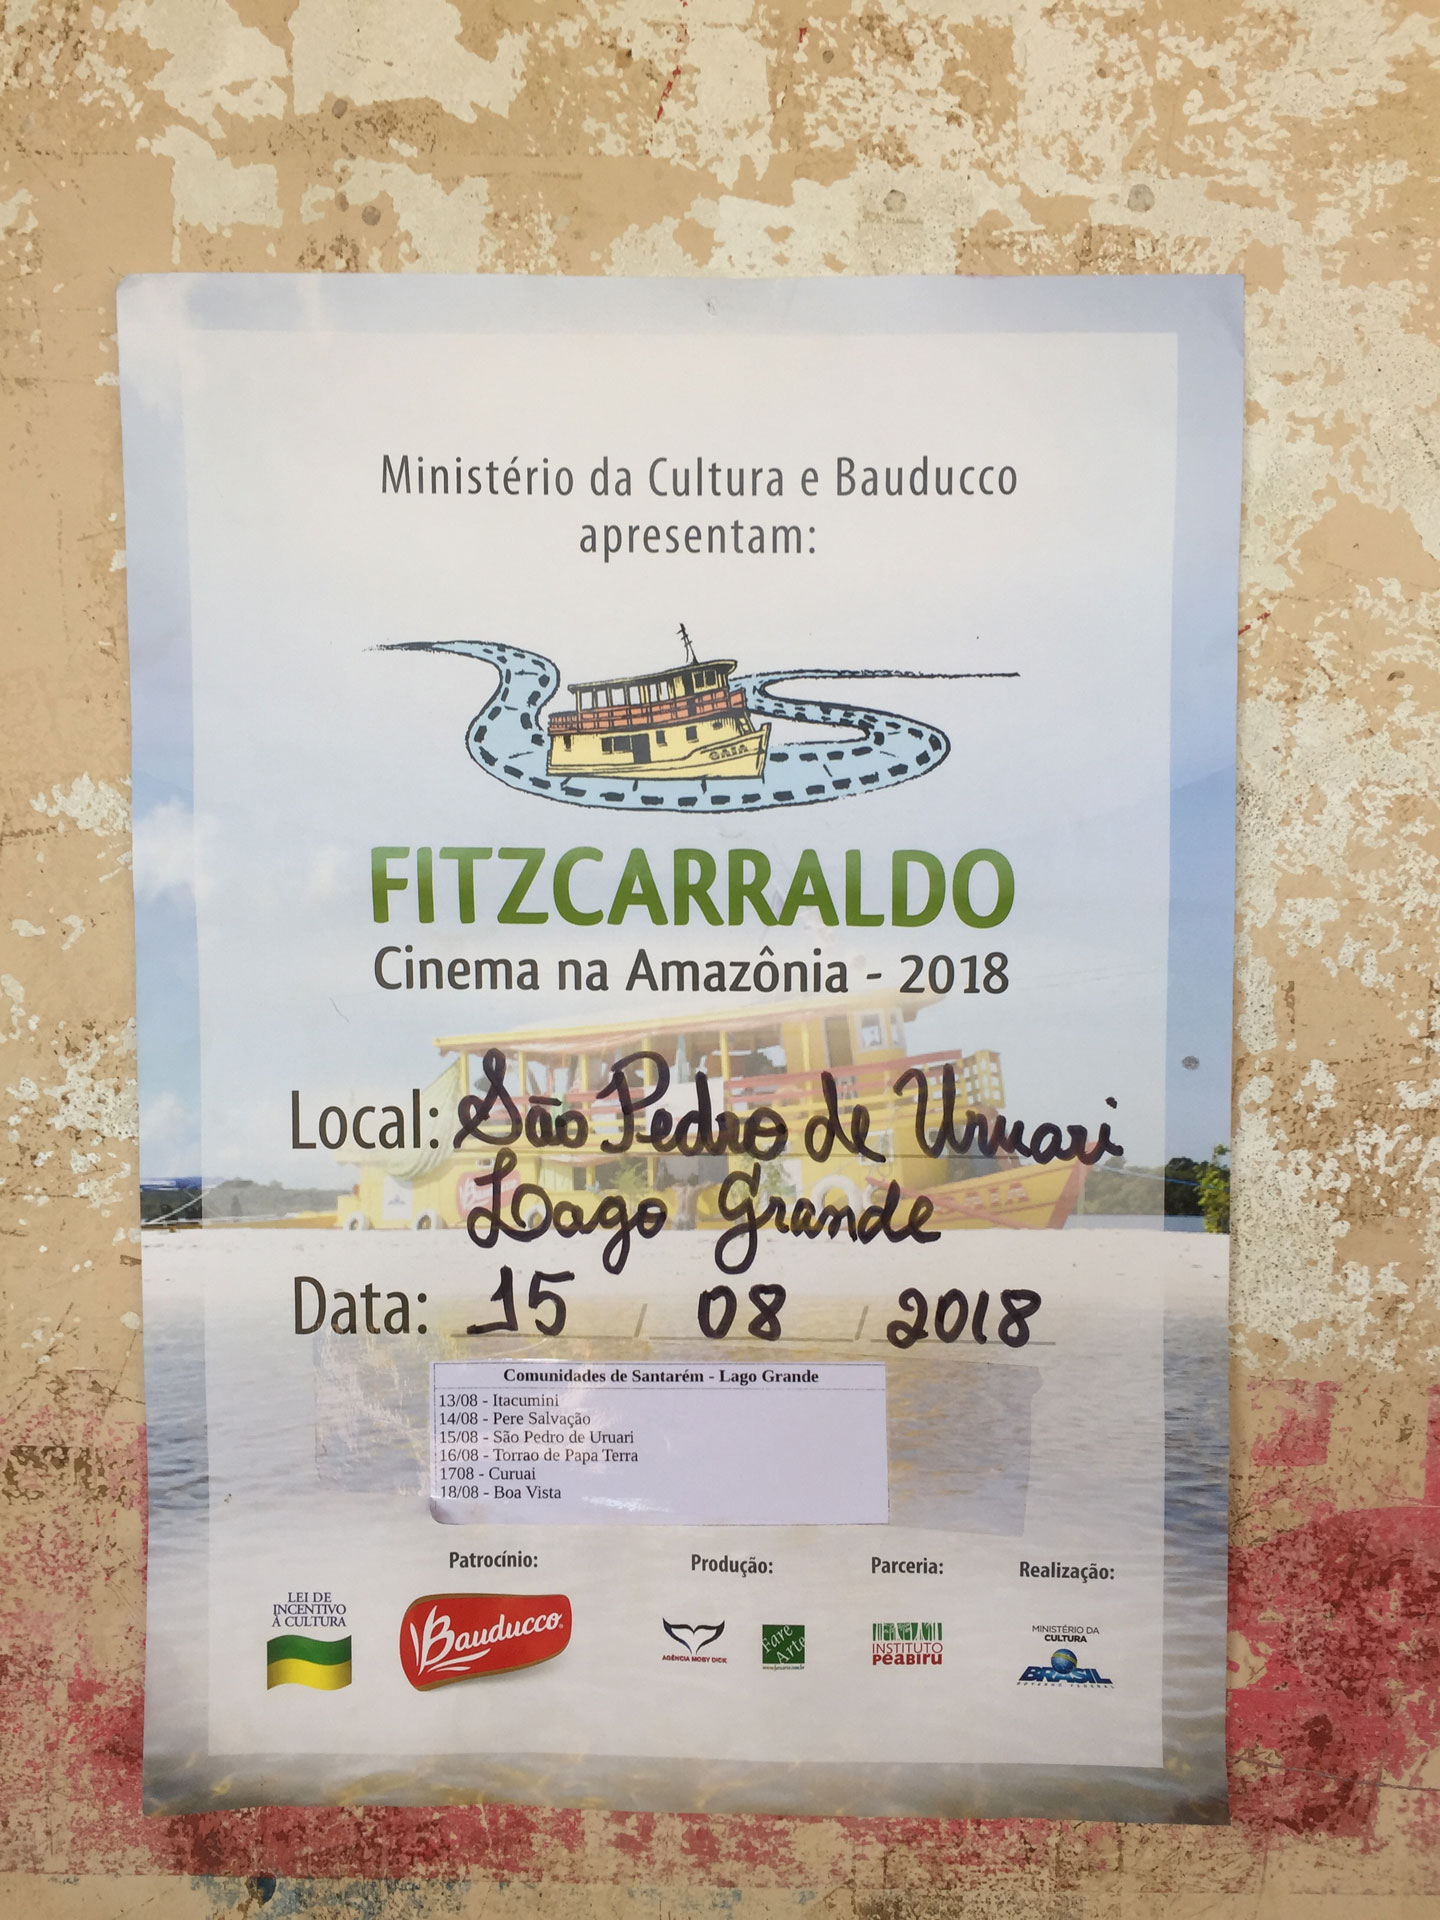 Ministério da Cultura e Bauducco
apresentam:
GAIA
FITZCARRALDO
Cinema na Amazônia - 2018
Local: São Pedro de Uruari
Lago Grande
Data: 15 / 08 / 2018
Comunidades de Santarém - Lago Grande
13/08 - Itacumini
14/08 - Pere Salvação
15/08 - São Pedro de Uruari
16/08 - Torrao de Papa Terra
1708 - Curuai
18/08 - Boa Vista
Patrocínio: Produção: Parceria: Realização:
LEI DE
INCENTIVO
À CULTURA
Bauducco
AGÊNCIA MOBY DICK
Fare
Arte
INSTITUTO
PEABIRU
MINISTÉRIO DA
CULTURA
BRASIL
GOVERNO FEDERAL